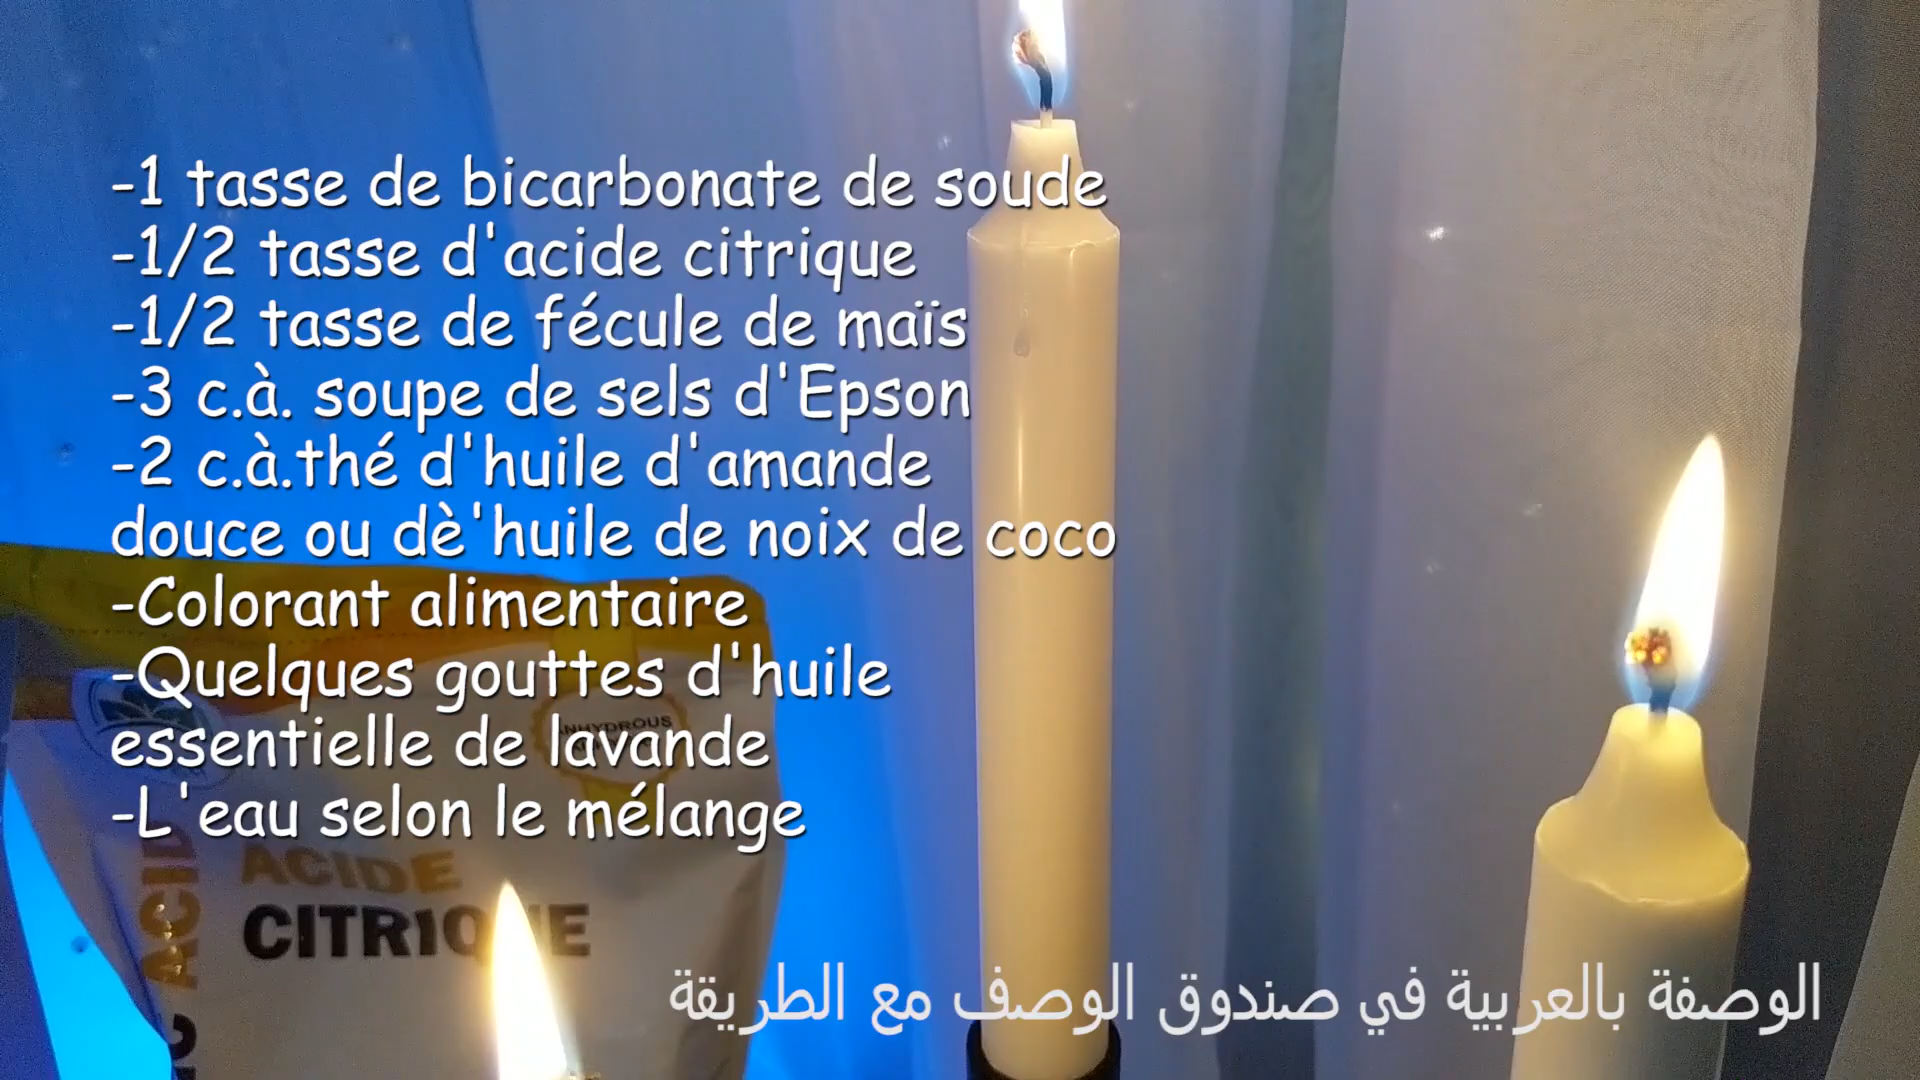 -1 tasse de bicarbonate de soude
-1/2 tasse d'acide citrique
-1/2 tasse de fécule de maïs
-3 c.à. soupe de sels d'Epson
-2 c.à.thé d'huile d'amande
douce ou dè'huile de noix de coco
-Colorant alimentaire
-Quelques gouttes d'huile
essentielle de lavande
-L'eau selon le mélange
ANHYDROUS
ACID
ACIDE
CITRIQUE
الوصفة بالعربية في صندوق الوصف مع الطريقة